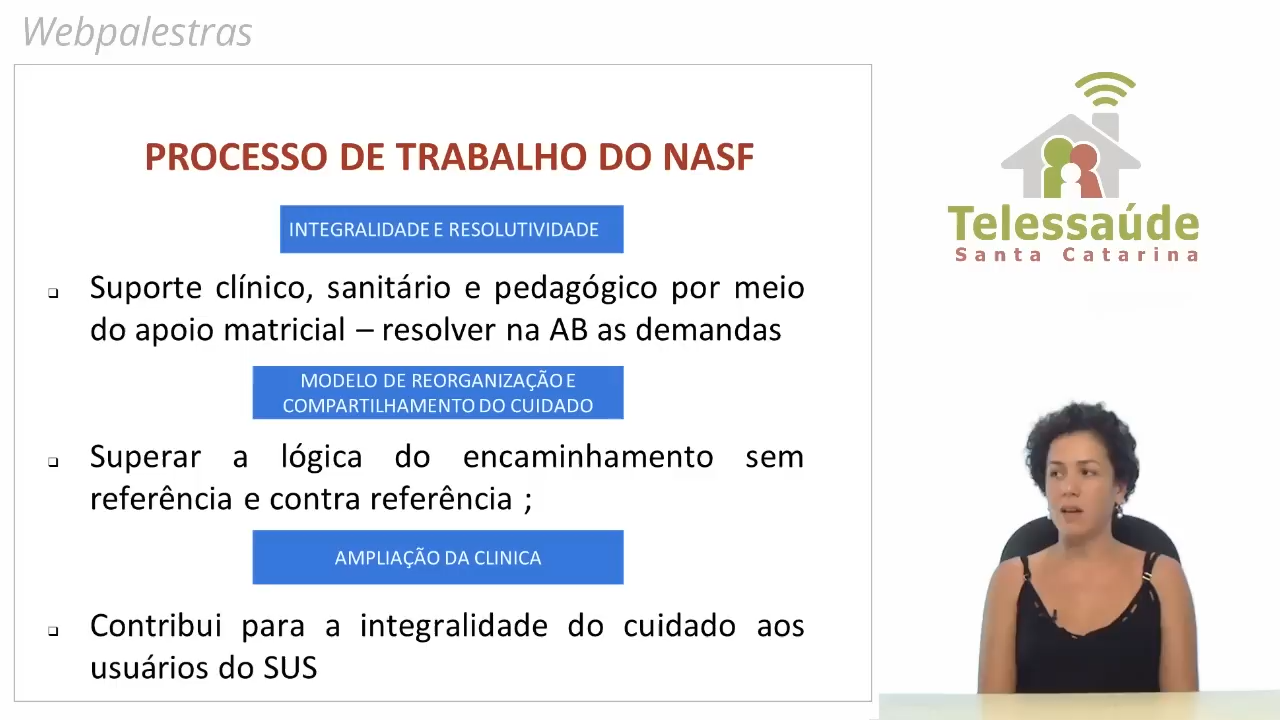 Webpalestras
PROCESSO DE TRABALHO DO NASF
INTEGRALIDADE E RESOLUTIVIDADE
Suporte clínico, sanitário e pedagógico por meio
do apoio matricial – resolver na AB as demandas
MODELO DE REORGANIZAÇÃO E
COMPARTILHAMENTO DO CUIDADO
Superar a lógica do encaminhamento sem
referência e contra referência ;
AMPLIAÇÃO DA CLINICA
Contribui para a integralidade do cuidado aos
usuários do SUS
Telessaúde
Santa Catarina